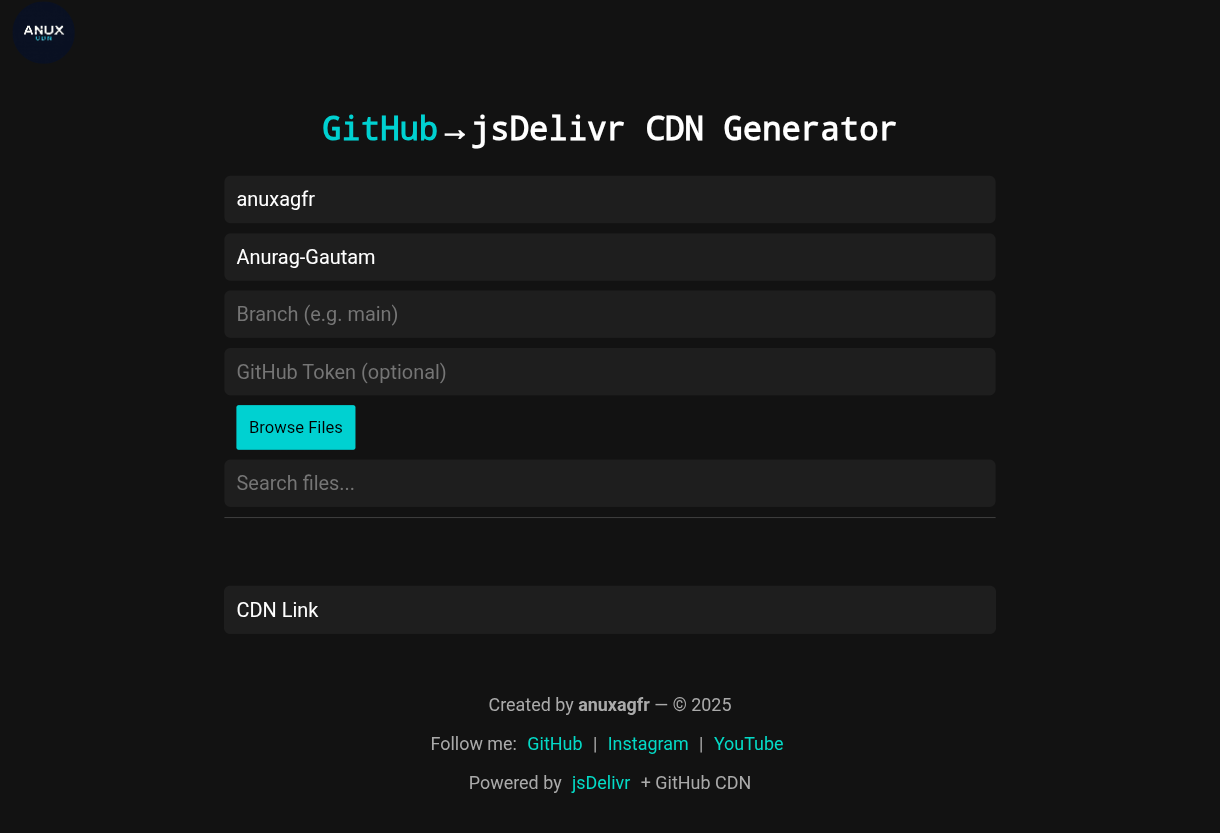 ANUX
CDN
GitHub→jsDelivr CDN Generator
anuxagfr
Anurag-Gautam
Branch (e.g. main)
GitHub Token (optional)
Browse Files
Search files...
CDN Link
Created by anuxagfr — © 2025
Follow me: GitHub | Instagram | YouTube
Powered by jsDelivr + GitHub CDN